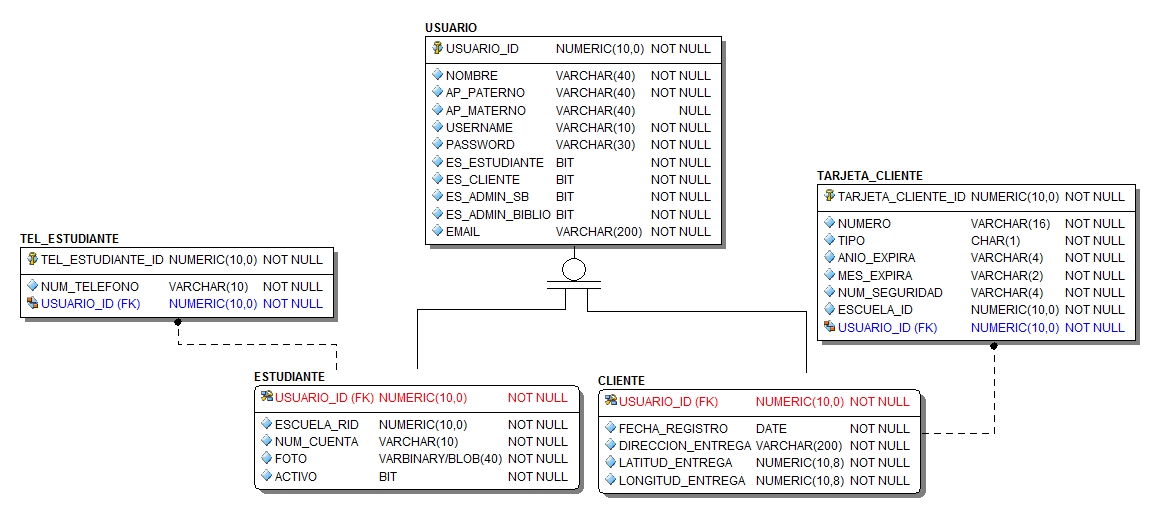 USUARIO
USUARIO_ID NUMERIC(10,0) NOT NULL
NOMBRE VARCHAR(40) NOT NULL
AP_PATERNO VARCHAR(40) NOT NULL
AP_MATERNO VARCHAR(40) NULL
USERNAME VARCHAR(10) NOT NULL
PASSWORD VARCHAR(30) NOT NULL
ES_ESTUDIANTE BIT NOT NULL
ES_CLIENTE BIT NOT NULL
ES_ADMIN_SB BIT NOT NULL
ES_ADMIN_BIBLIO BIT NOT NULL
EMAIL VARCHAR(200) NOT NULL
TARJETA_CLIENTE
TARJETA_CLIENTE_ID NUMERIC(10,0) NOT NULL
NUMERO VARCHAR(16) NOT NULL
TIPO CHAR(1) NOT NULL
ANIO_EXPIRA VARCHAR(4) NOT NULL
MES_EXPIRA VARCHAR(2) NOT NULL
NUM_SEGURIDAD VARCHAR(4) NOT NULL
ESCUELA_ID NUMERIC(10,0) NOT NULL
USUARIO_ID (FK) NUMERIC(10,0) NOT NULL
TEL_ESTUDIANTE
TEL_ESTUDIANTE_ID NUMERIC(10,0) NOT NULL
NUM_TELEFONO VARCHAR(10) NOT NULL
USUARIO_ID (FK) NUMERIC(10,0) NOT NULL
ESTUDIANTE
USUARIO_ID (FK) NUMERIC(10,0) NOT NULL
ESCUELA_RID NUMERIC(10,0) NOT NULL
NUM_CUENTA VARCHAR(10) NOT NULL
FOTO VARBINARY/BLOB(40) NOT NULL
ACTIVO BIT NOT NULL
CLIENTE
USUARIO_ID (FK) NUMERIC(10,0) NOT NULL
FECHA_REGISTRO DATE NOT NULL
DIRECCION_ENTREGA VARCHAR(200) NOT NULL
LATITUD_ENTREGA NUMERIC(10,8) NOT NULL
LONGITUD_ENTREGA NUMERIC(10,8) NOT NULL